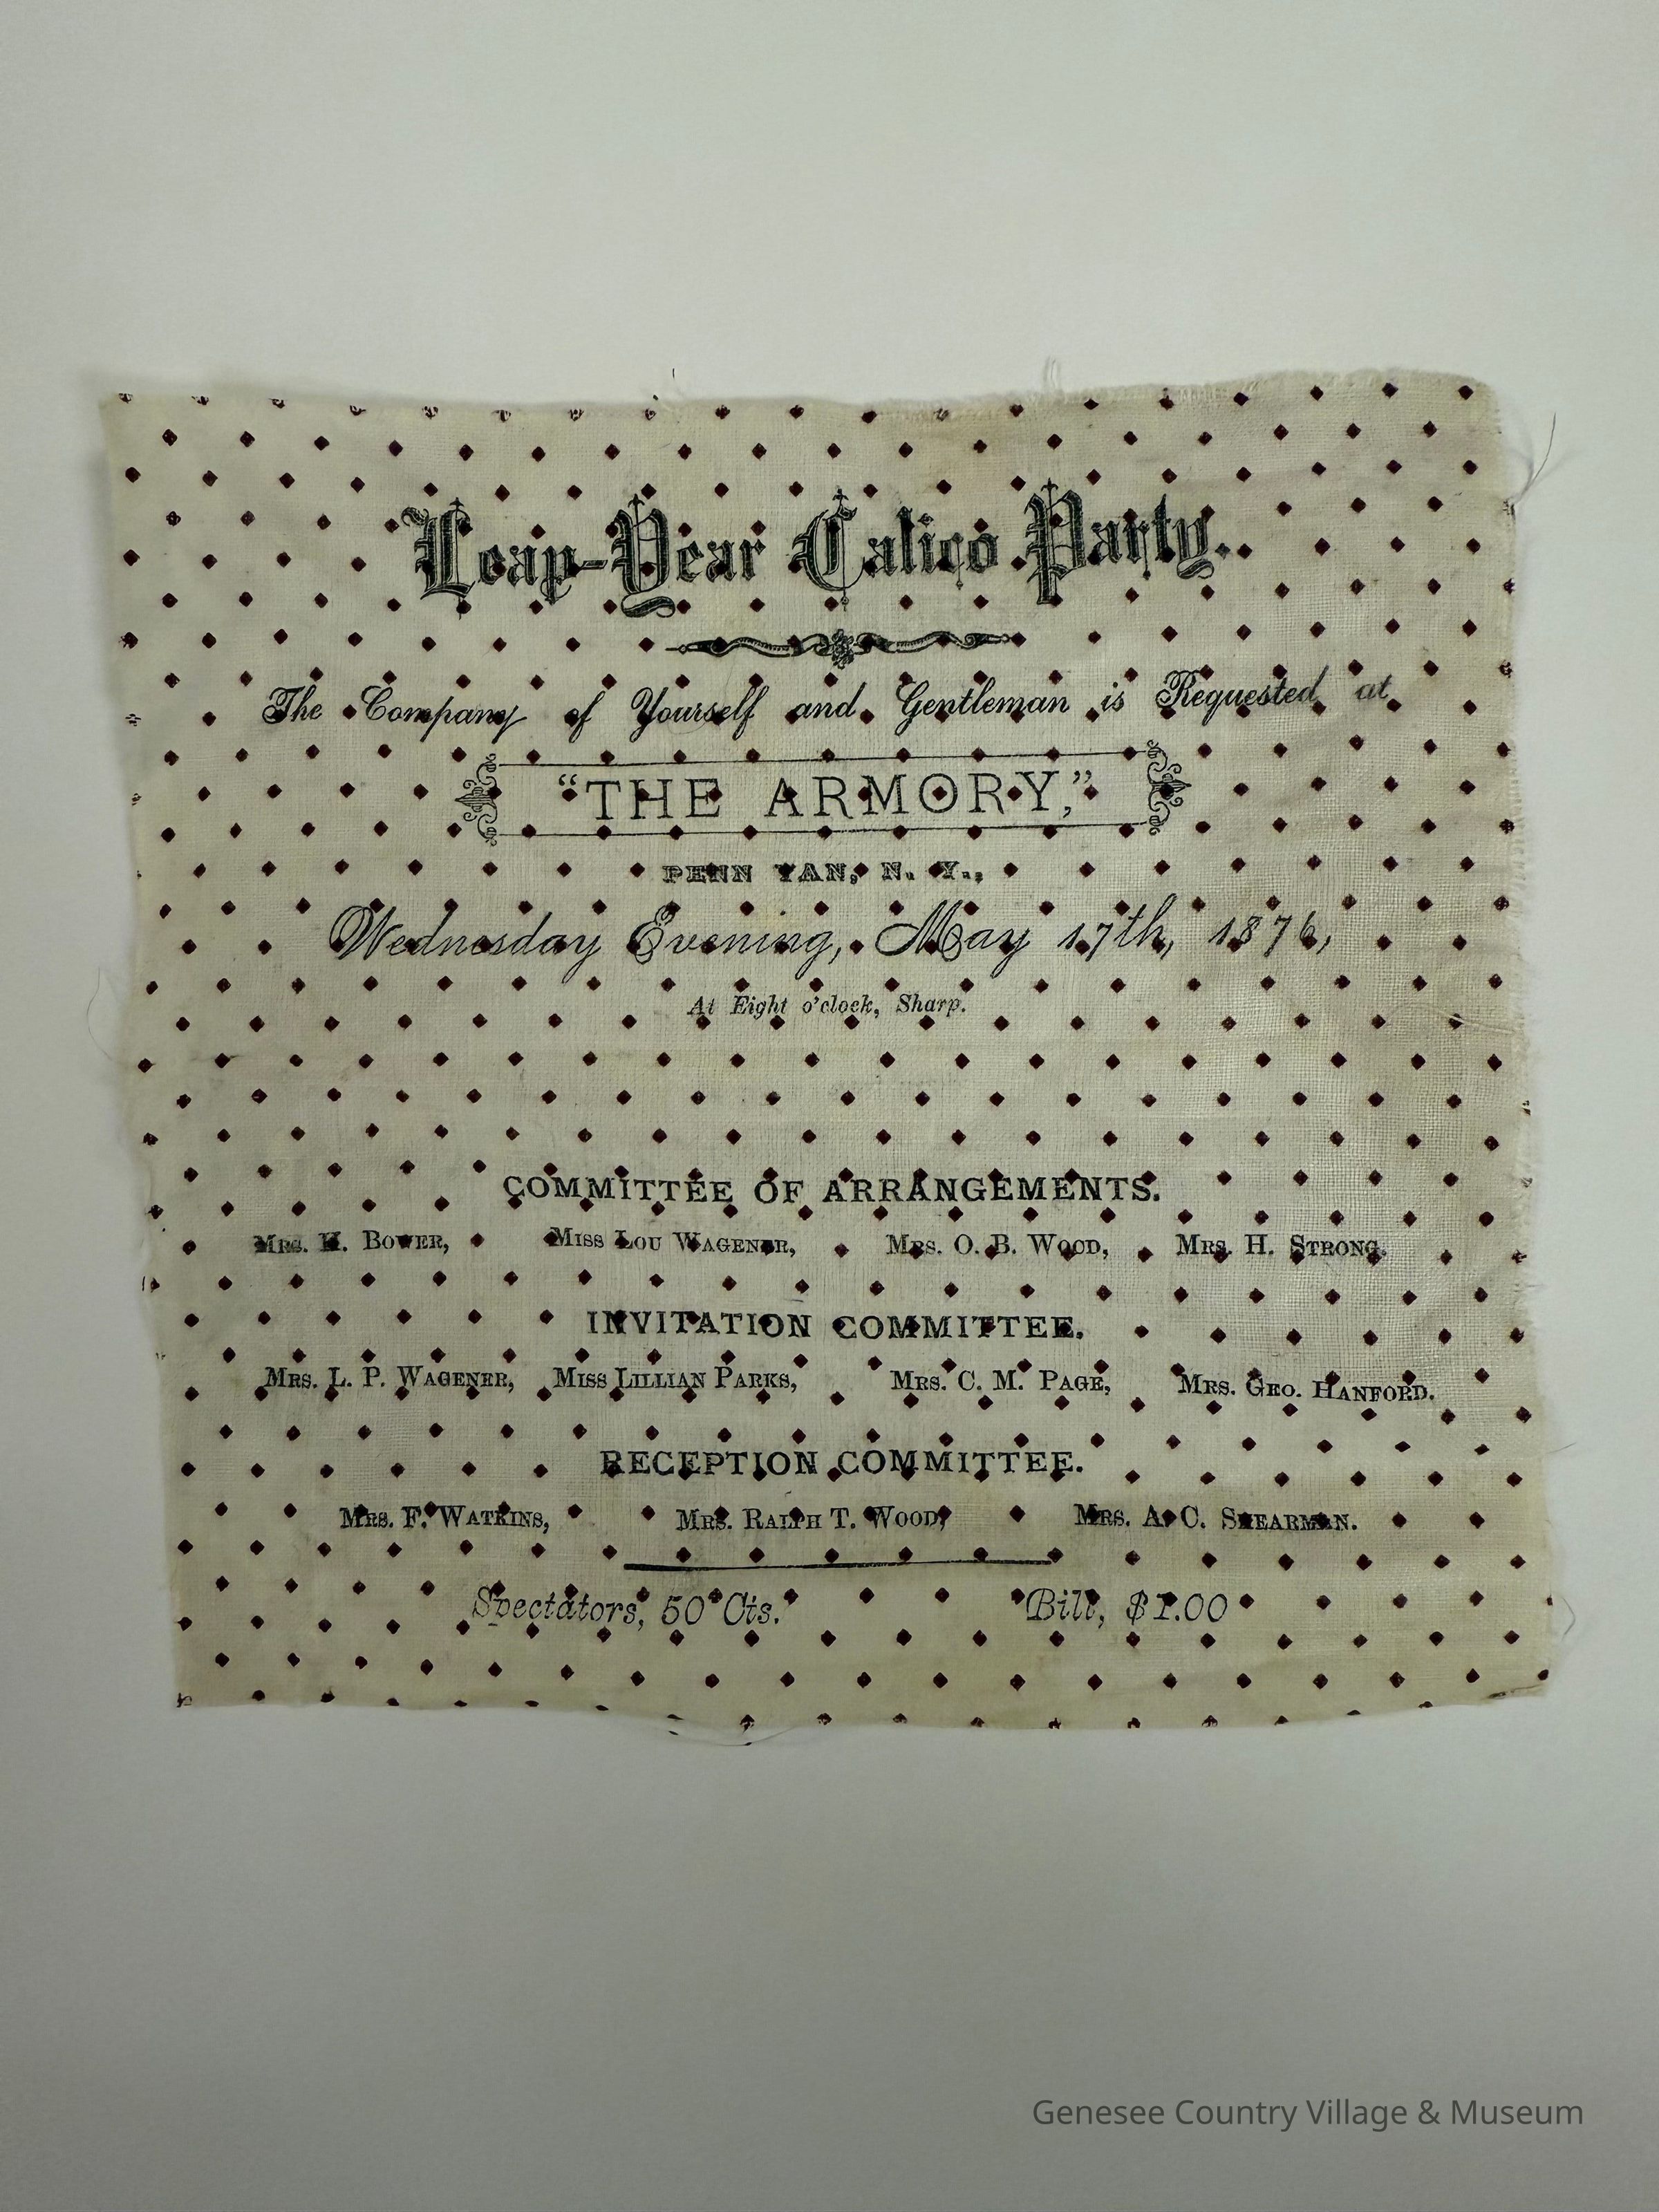 Leap-Year Calico Party.
The Company of Yourself and Gentleman is Requested at
“THE ARMORY,”
PENN YAN, N. Y.,
Wednesday Evening, May 17th, 1876,
At Eight o'clock, Sharp.
COMMITTEE OF ARRANGEMENTS.
Mrs. H. Bower, Miss Lou Wagener, Mrs. O. B. Wood, Mrs. H. Strong.
INVITATION COMMITTEE.
Mrs. L. P. Wagener, Miss Lillian Parks, Mrs. C. M. Page, Mrs. Geo. Hanford.
RECEPTION COMMITTEE.
Mrs. F. Watkins, Mrs. Ralph T. Wood, Mrs. A. C. Shearman.
Spectators, 50 Cts. Bill, $1.00
Genesee Country Village & Museum